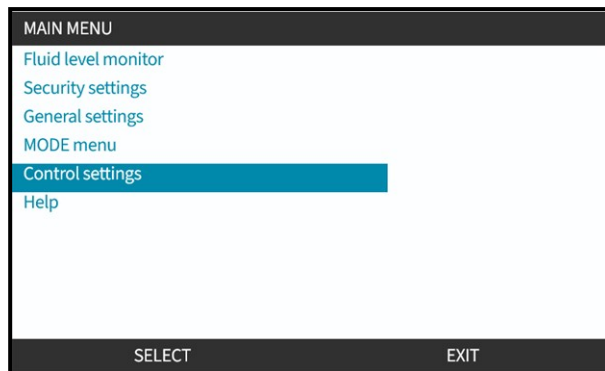 MAIN MENU
Fluid level monitor
Security settings
General settings
MODE menu
Control settings
Help
SELECT EXIT